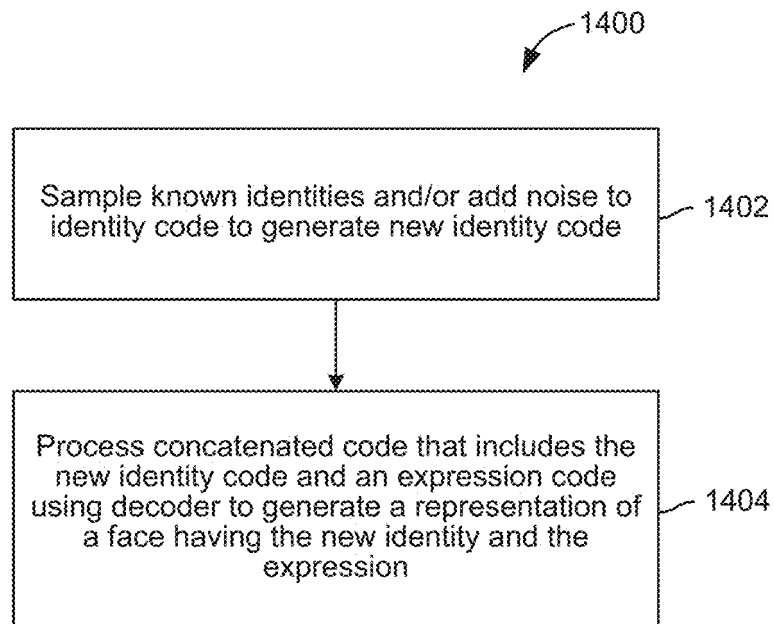 1400
Sample known identities and/or add noise to
identity code to generate new identity code
1402
Process concatenated code that includes the
new identity code and an expression code
using decoder to generate a representation of
a face having the new identity and the
expression
1404